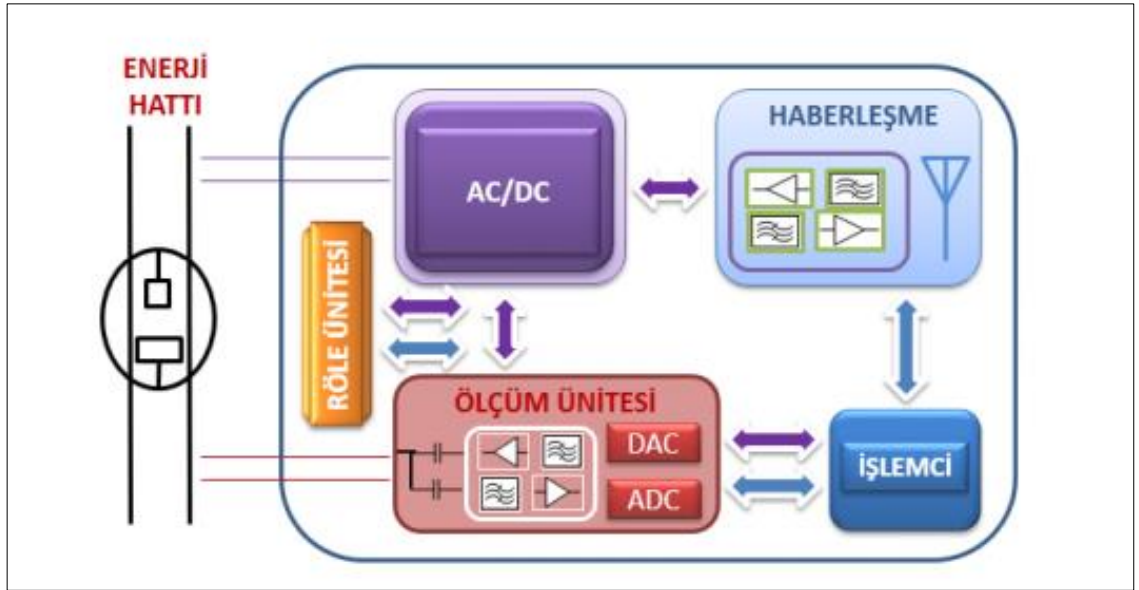 ENERJİ
HATTI
AC/DC
HABERLEŞME
RÖLE ÜNİTESİ
ÖLÇÜM ÜNİTESİ
DAC
ADC
İŞLEMCİ